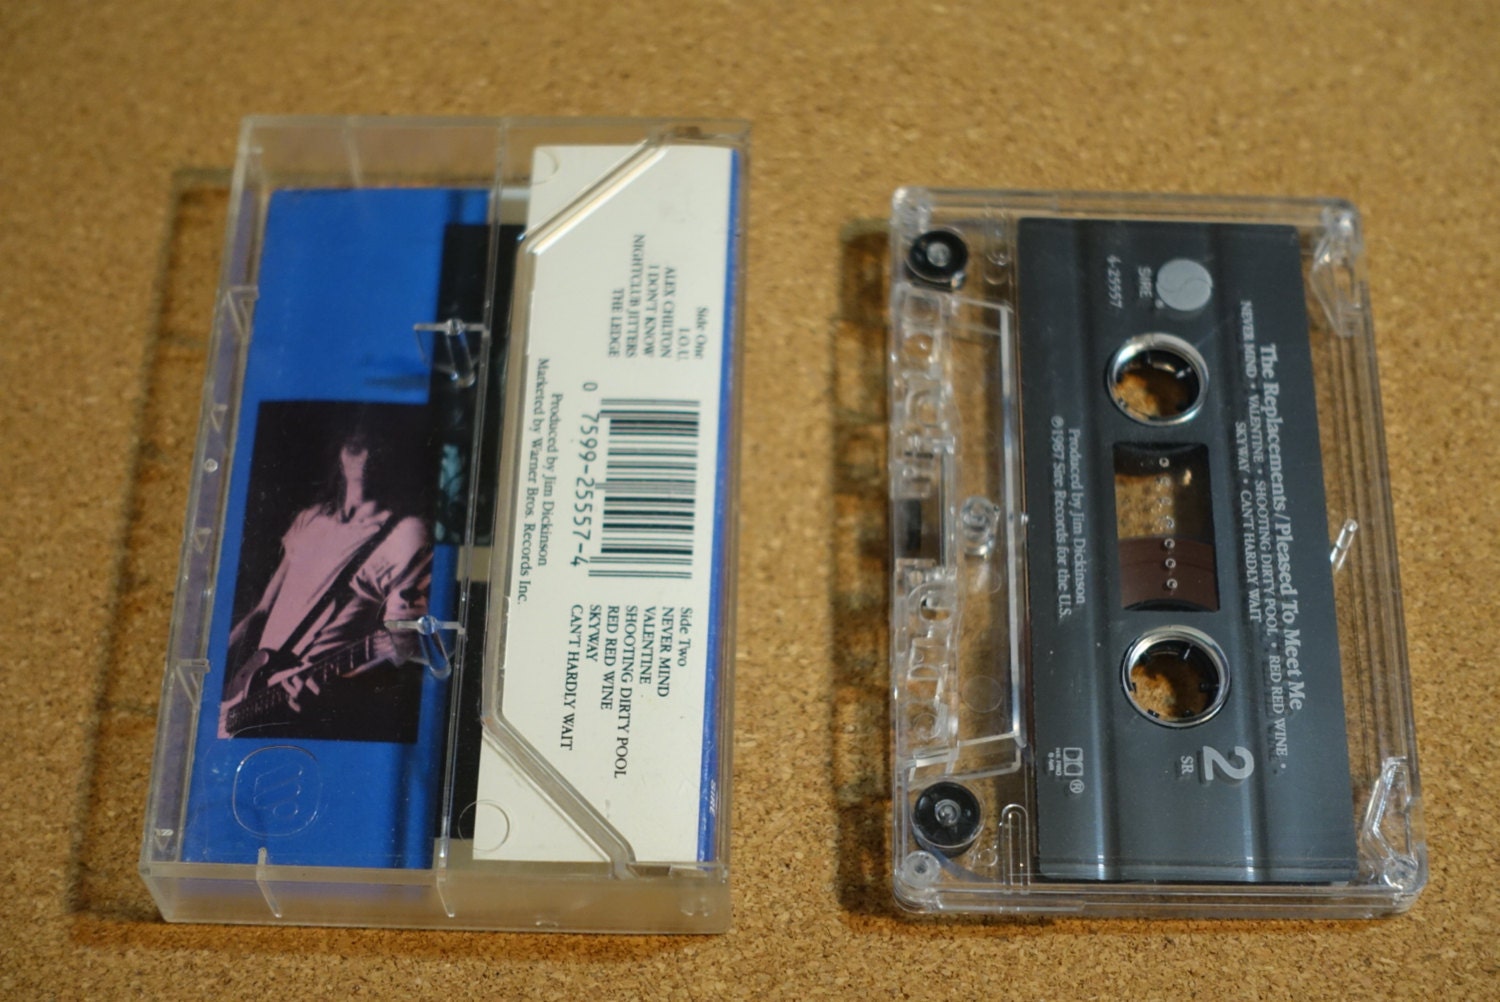 Side One
I.O.U.
ALEX CHILTON
I DON'T KNOW
NIGHTCLUB JITTERS
THE LEDGE
0 7599-25557-4
Side Two
NEVER MIND
VALENTINE
SHOOTING DIRTY POOL
RED RED WINE
SKYWAY
CAN'T HARDLY WAIT
Produced by Jim Dickinson
Marketed by Warner Bros. Records Inc.
SIRE
The Replacements/Pleased To Meet Me
NEVER MIND • VALENTINE • SHOOTING DIRTY POOL • RED RED WINE •
SKYWAY • CAN'T HARDLY WAIT
SIRE
®
4-25557
2
SR
Produced by Jim Dickinson
℗1987 Sire Records for the U.S.
®